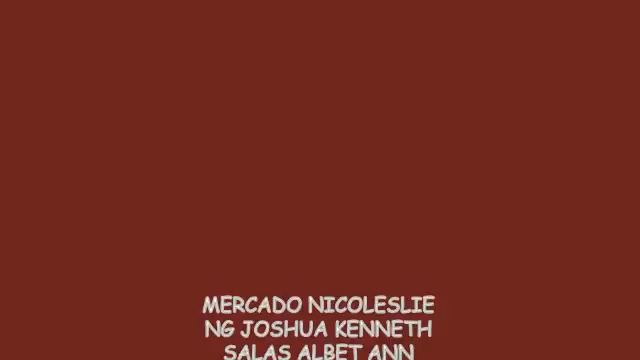 MERCADO NICOLESLIE
NG JOSHUA KENNETH
SALAS ALBET ANN